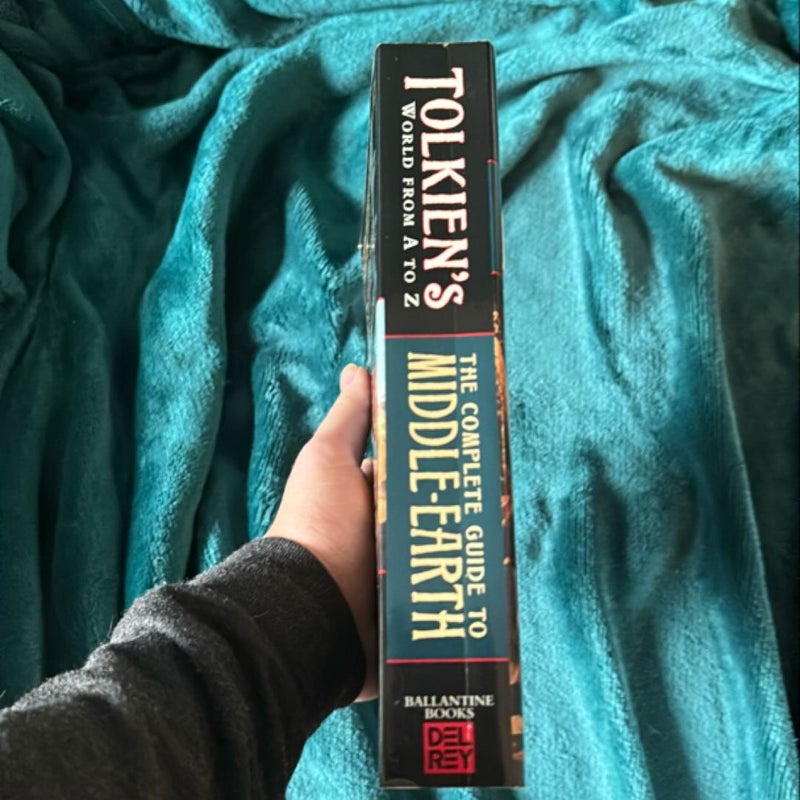 TOLKIEN'S
WORLD FROM A TO Z
THE COMPLETE GUIDE TO
MIDDLE-EARTH
BALLANTINE
BOOKS
DEL
REY